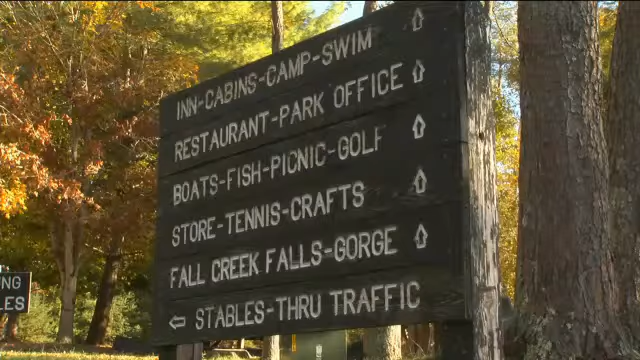 INN-CABINS-CAMP-SWIM ⇧
RESTAURANT-PARK OFFICE ⇧
BOATS-FISH-PICNIC-GOLF ⇧
STORE-TENNIS-CRAFTS ⇧
FALL CREEK FALLS-GORGE ⇧
⇦ STABLES-THRU TRAFFIC